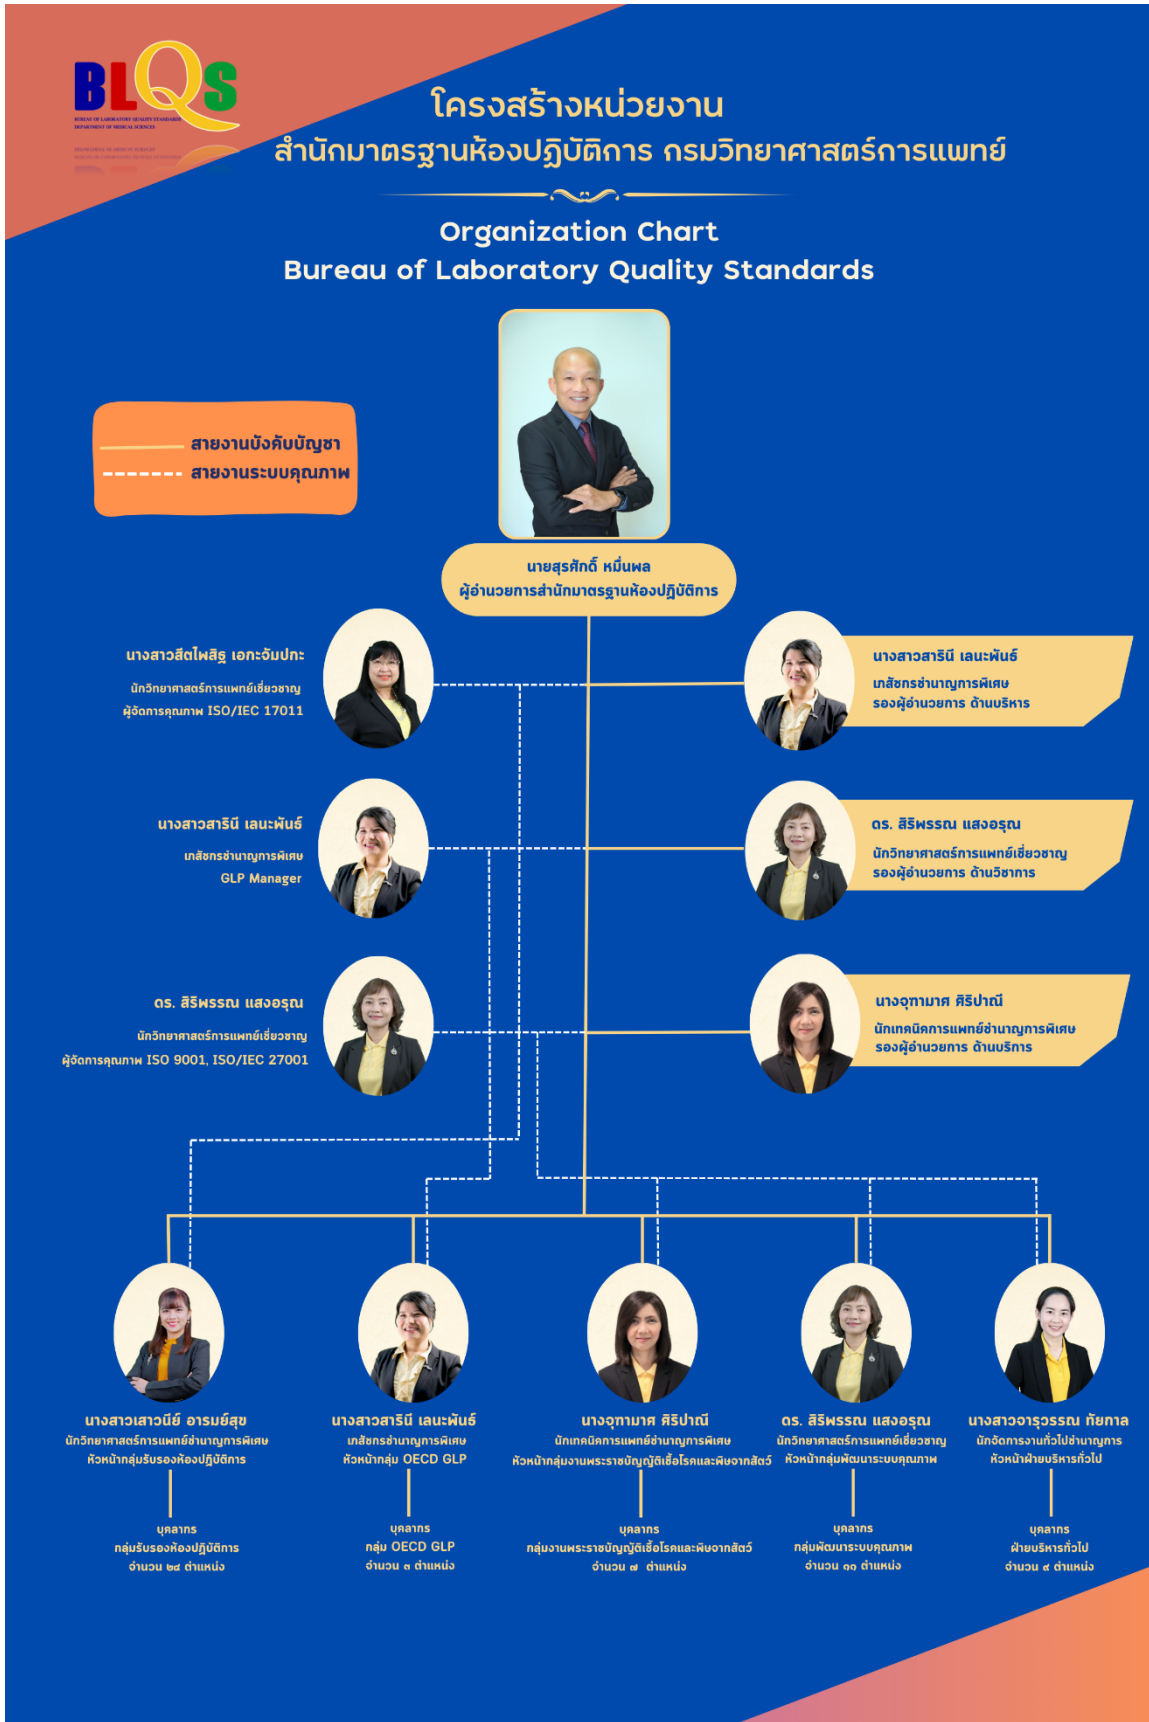 BLQS
BUREAU OF LABORATORY QUALITY STANDARDS
DEPARTMENT OF MEDICAL SCIENCES
โครงสร้างหน่วยงาน
สำนักมาตรฐานห้องปฏิบัติการ กรมวิทยาศาสตร์การแพทย์
Organization Chart
Bureau of Laboratory Quality Standards
สายงานบังคับบัญชา
สายงานระบบคุณภาพ
นายสุรศักดิ์ หมื่นพล
ผู้อำนวยการสำนักมาตรฐานห้องปฏิบัติการ
นางสาวสีตไพสิฐ เอกะจัมปกะ
นักวิทยาศาสตร์การแพทย์เชี่ยวชาญ
ผู้จัดการคุณภาพ ISO/IEC 17011
นางสาวสารินี เลนะพันธ์
เภสัชกรชำนาญการพิเศษ
รองผู้อำนวยการ ด้านบริหาร
นางสาวสารินี เลนะพันธ์
เภสัชกรชำนาญการพิเศษ
GLP Manager
ดร. สิริพรรณ แสงอรุณ
นักวิทยาศาสตร์การแพทย์เชี่ยวชาญ
รองผู้อำนวยการ ด้านวิชาการ
ดร. สิริพรรณ แสงอรุณ
นักวิทยาศาสตร์การแพทย์เชี่ยวชาญ
ผู้จัดการคุณภาพ ISO 9001, ISO/IEC 27001
นางจุฑามาศ ศิริปาณี
นักเทคนิคการแพทย์ชำนาญการพิเศษ
รองผู้อำนวยการ ด้านบริการ
นางสาวเสาวนีย์ อารมย์สุข
นักวิทยาศาสตร์การแพทย์ชำนาญการพิเศษ
หัวหน้ากลุ่มรับรองห้องปฏิบัติการ
บุคลากร
กลุ่มรับรองห้องปฏิบัติการ
จำนวน ๒๔ ตำแหน่ง
นางสาวสารินี เลนะพันธ์
เภสัชกรชำนาญการพิเศษ
หัวหน้ากลุ่ม OECD GLP
บุคลากร
กลุ่ม OECD GLP
จำนวน ๓ ตำแหน่ง
นางจุฑามาศ ศิริปาณี
นักเทคนิคการแพทย์ชำนาญการพิเศษ
หัวหน้ากลุ่มงานพระราชบัญญัติเชื้อโรคและพิษจากสัตว์
บุคลากร
กลุ่มงานพระราชบัญญัติเชื้อโรคและพิษจากสัตว์
จำนวน ๗ ตำแหน่ง
ดร. สิริพรรณ แสงอรุณ
นักวิทยาศาสตร์การแพทย์เชี่ยวชาญ
หัวหน้ากลุ่มพัฒนาระบบคุณภาพ
บุคลากร
กลุ่มพัฒนาระบบคุณภาพ
จำนวน ๑๑ ตำแหน่ง
นางสาวจารุวรรณ ทัยกาล
นักจัดการงานทั่วไปชำนาญการ
หัวหน้าฝ่ายบริหารทั่วไป
บุคลากร
ฝ่ายบริหารทั่วไป
จำนวน ๙ ตำแหน่ง